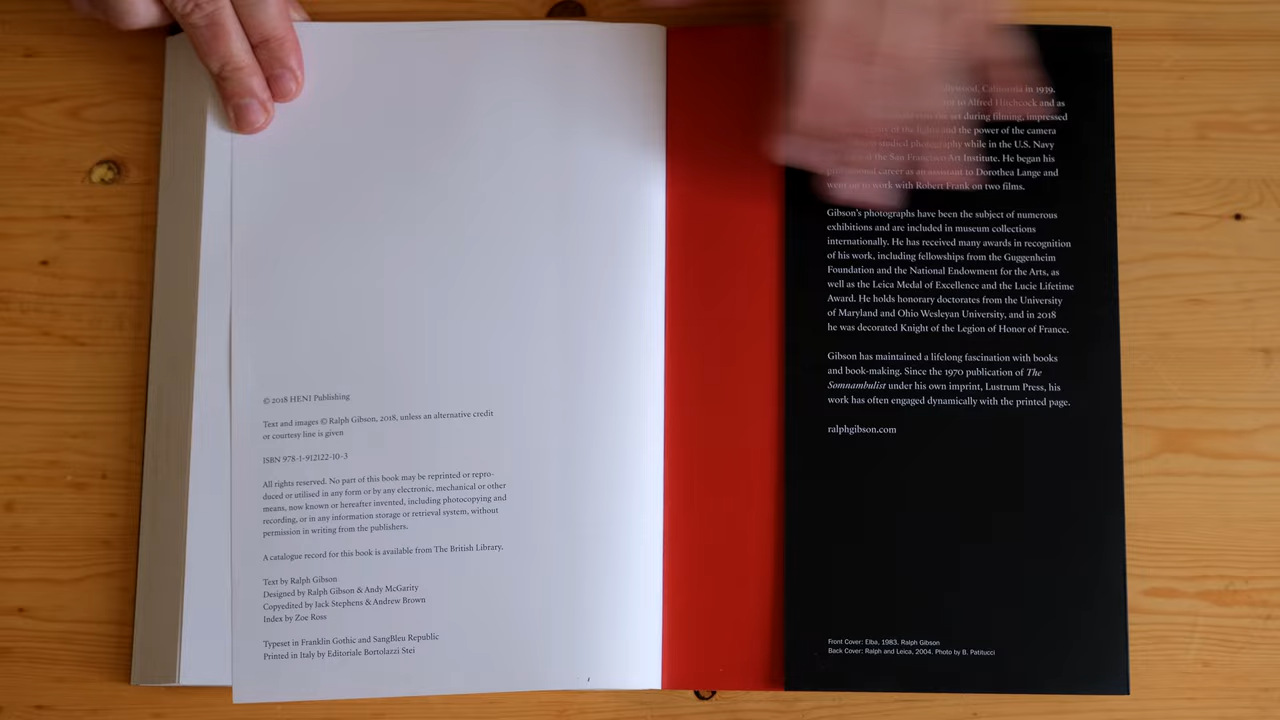 © 2018 HENI Publishing
Text and images © Ralph Gibson, 2018, unless an alternative credit
or courtesy line is given
ISBN 978-1-912122-10-3
All rights reserved. No part of this book may be reprinted or repro-
duced or utilised in any form or by any electronic, mechanical or other
means, now known or hereafter invented, including photocopying and
recording, or in any information storage or retrieval system, without
permission in writing from the publishers.
A catalogue record for this book is available from The British Library.
Text by Ralph Gibson
Designed by Ralph Gibson & Andy McGarity
Copyedited by Jack Stephens & Andrew Brown
Index by Zoe Ross
Typeset in Franklin Gothic and SangBleu Republic
Printed in Italy by Editoriale Bortolazzi Stei
California in 1939.
to Alfred Hitchcock and as
art during filming, impressed
of the lights and the power of the camera
studied photography while in the U.S. Navy
the San Francisco Art Institute. He began his
professional career as an assistant to Dorothea Lange and
went on to work with Robert Frank on two films.
Gibson's photographs have been the subject of numerous
exhibitions and are included in museum collections
internationally. He has received many awards in recognition
of his work, including fellowships from the Guggenheim
Foundation and the National Endowment for the Arts, as
well as the Leica Medal of Excellence and the Lucie Lifetime
Award. He holds honorary doctorates from the University
of Maryland and Ohio Wesleyan University, and in 2018
he was decorated Knight of the Legion of Honor of France.
Gibson has maintained a lifelong fascination with books
and book-making. Since the 1970 publication of The
Somnambulist under his own imprint, Lustrum Press, his
work has often engaged dynamically with the printed page.
ralphgibson.com
Front Cover: Elba, 1983, Ralph Gibson
Back Cover: Ralph and Leica, 2004, Photo by B. Patitucci